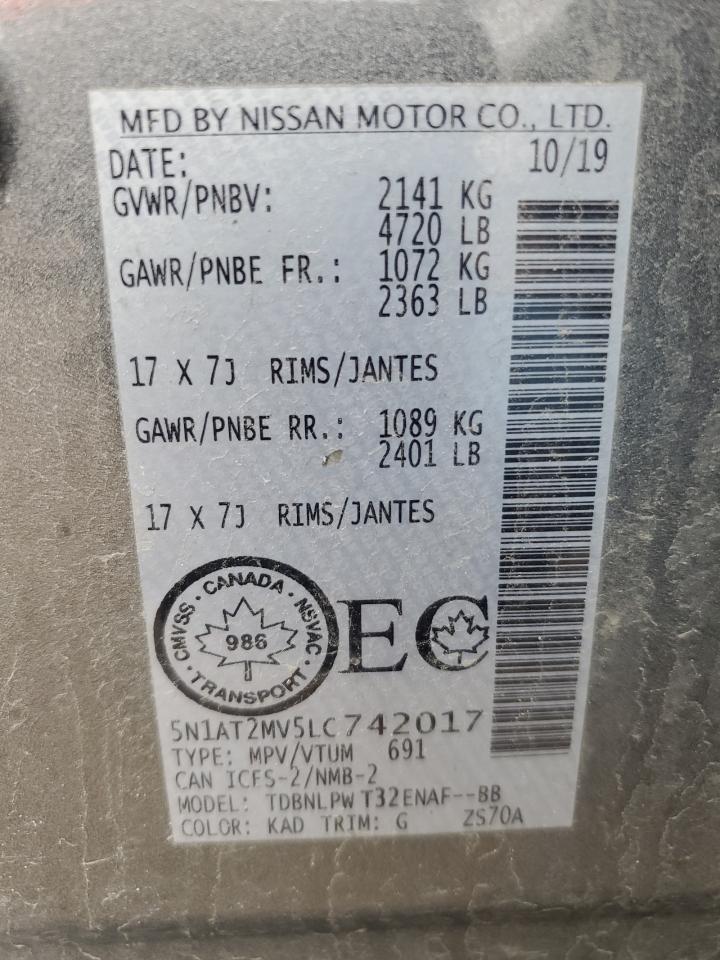 MFD BY NISSAN MOTOR CO., LTD.
DATE: 10/19
GVWR/PNBV: 2141 KG
4720 LB
GAWR/PNBE FR.: 1072 KG
2363 LB
17 X 7J RIMS/JANTES
GAWR/PNBE RR.: 1089 KG
2401 LB
17 X 7J RIMS/JANTES
CMVSS · CANADA · NSVAC · TRANSPORT ·
986
EC
5N1AT2MV5LC742017
TYPE: MPV/VTUM 691
CAN ICFS-2/NMB-2
MODEL: TDBNLPW T32ENAF--BB
COLOR: KAD TRIM: G ZS70A